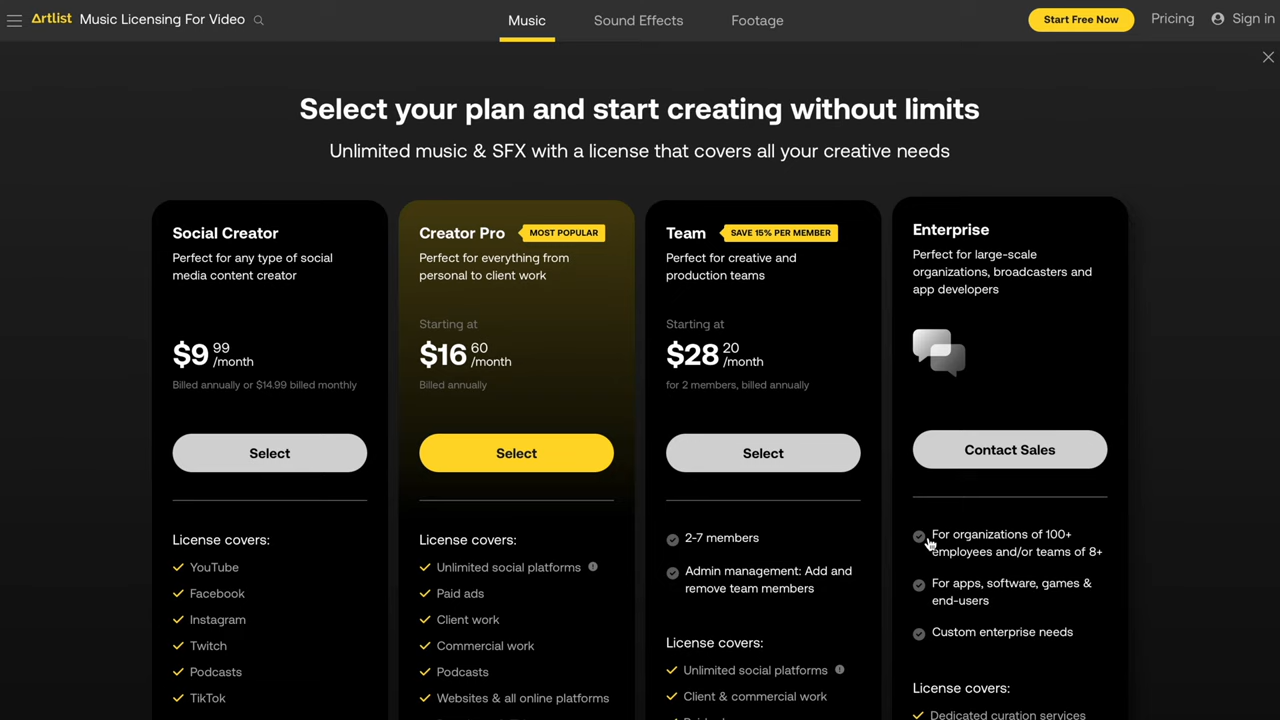 Artlist Music Licensing For Video
Music
Sound Effects
Footage
Start Free Now
Pricing
Sign in
Select your plan and start creating without limits
Unlimited music & SFX with a license that covers all your creative needs
Social Creator
Perfect for any type of social
media content creator
$9 99
/month
Billed annually or $14.99 billed monthly
Select
License covers:
YouTube
Facebook
Instagram
Twitch
Podcasts
TikTok
Creator Pro
MOST POPULAR
Perfect for everything from
personal to client work
Starting at
$16 60
/month
Billed annually
Select
License covers:
Unlimited social platforms
Paid ads
Client work
Commercial work
Podcasts
Websites & all online platforms
Team
SAVE 15% PER MEMBER
Perfect for creative and
production teams
Starting at
$28 20
/month
for 2 members, billed annually
Select
2-7 members
Admin management: Add and
remove team members
License covers:
Unlimited social platforms
Client & commercial work
Enterprise
Perfect for large-scale
organizations, broadcasters and
app developers
Contact Sales
For organizations of 100+
employees and/or teams of 8+
For apps, software, games &
end-users
Custom enterprise needs
License covers:
Dedicated curation services